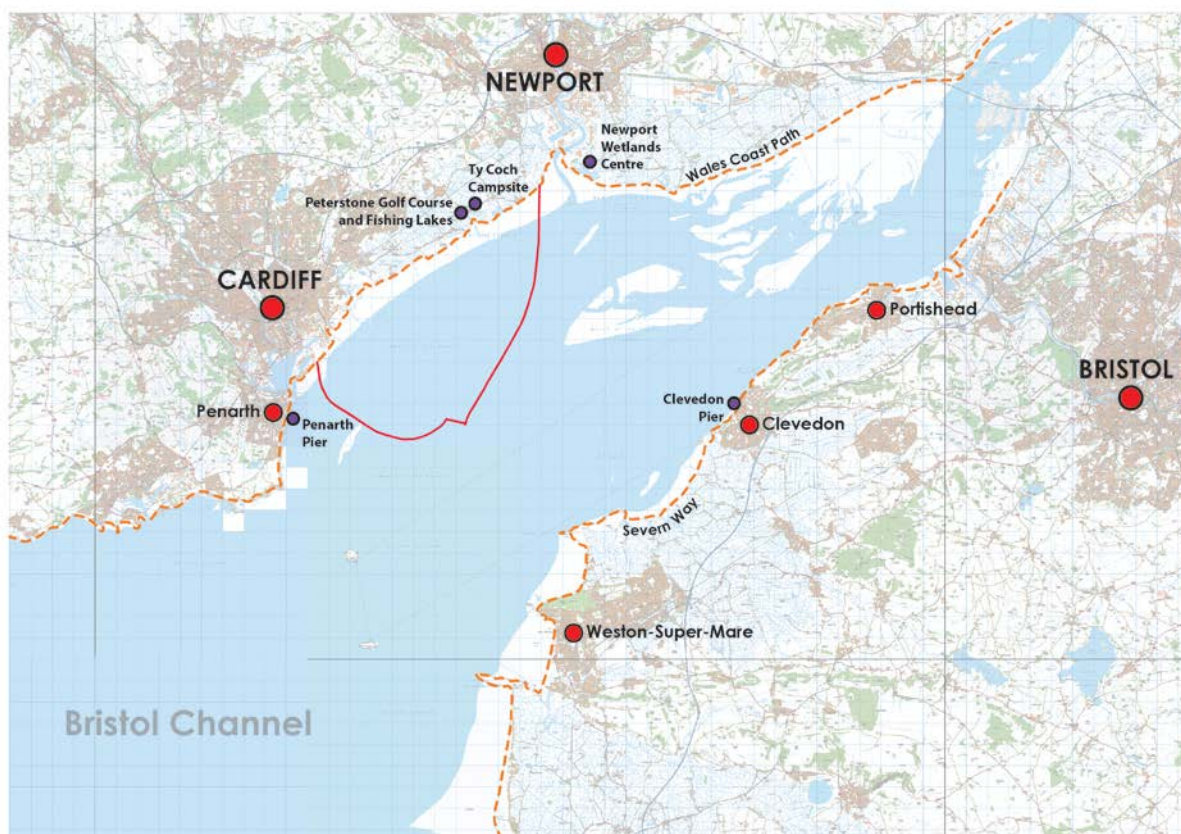 NEWPORT
Newport
Wetlands
Centre
Wales Coast Path
Ty Coch
Campsite
Peterstone Golf Course
and Fishing Lakes
CARDIFF
Portishead
BRISTOL
Penarth
Penarth
Pier
Clevedon
Pier
Clevedon
Severn Way
Weston-Super-Mare
Bristol Channel